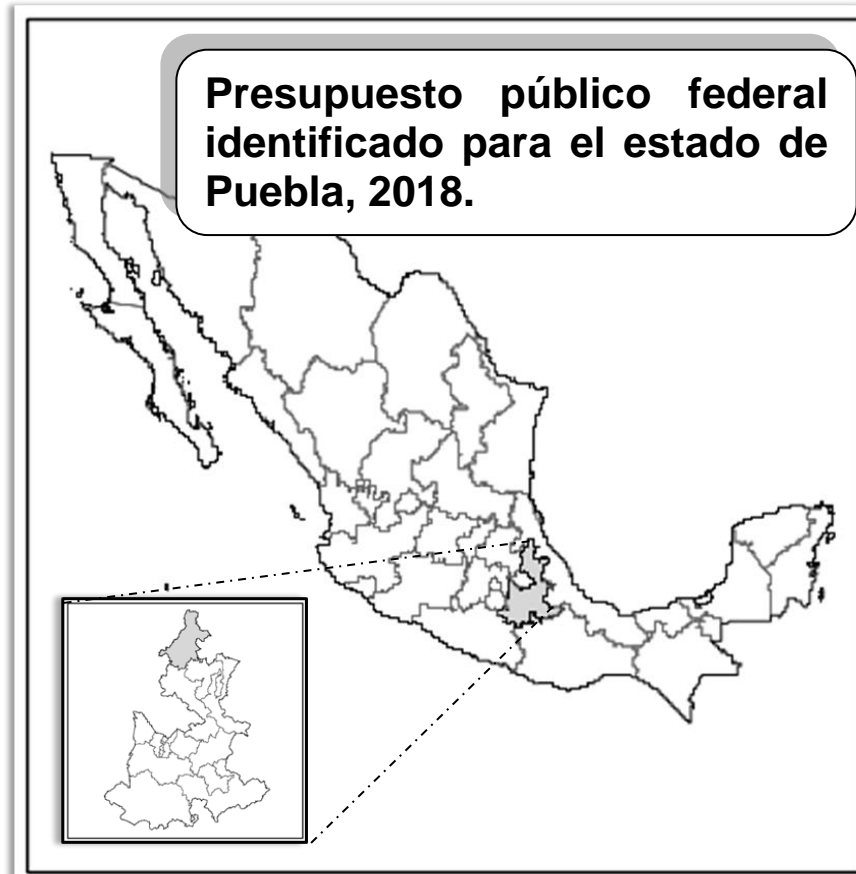 Presupuesto público federal
identificado para el estado de
Puebla, 2018.